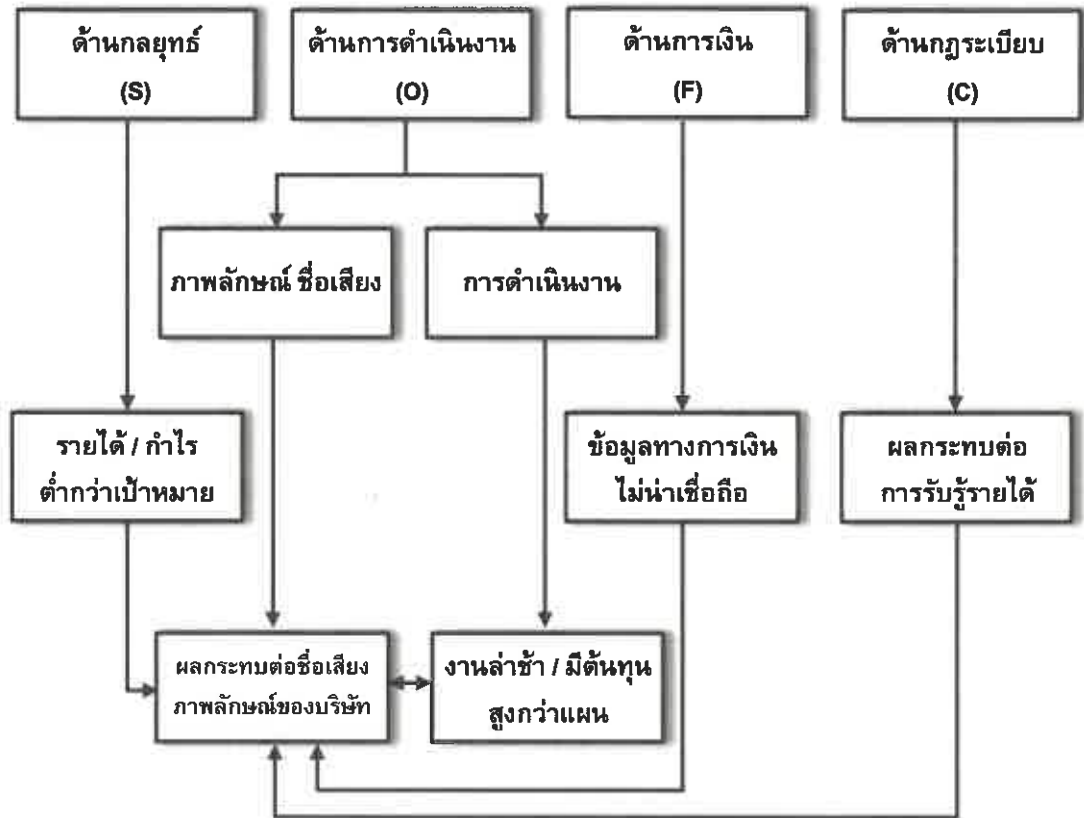 ด้านกลยุทธ์
(S)
ด้านการดำเนินงาน
(O)
ด้านการเงิน
(F)
ด้านกฎระเบียบ
(C)
ภาพลักษณ์ ชื่อเสียง
การดำเนินงาน
รายได้ / กำไร
ต่ำกว่าเป้าหมาย
ข้อมูลทางการเงิน
ไม่น่าเชื่อถือ
ผลกระทบต่อ
การรับรู้รายได้
ผลกระทบต่อชื่อเสียง
ภาพลักษณ์ของบริษัท
งานล่าช้า / มีต้นทุน
สูงกว่าแผน